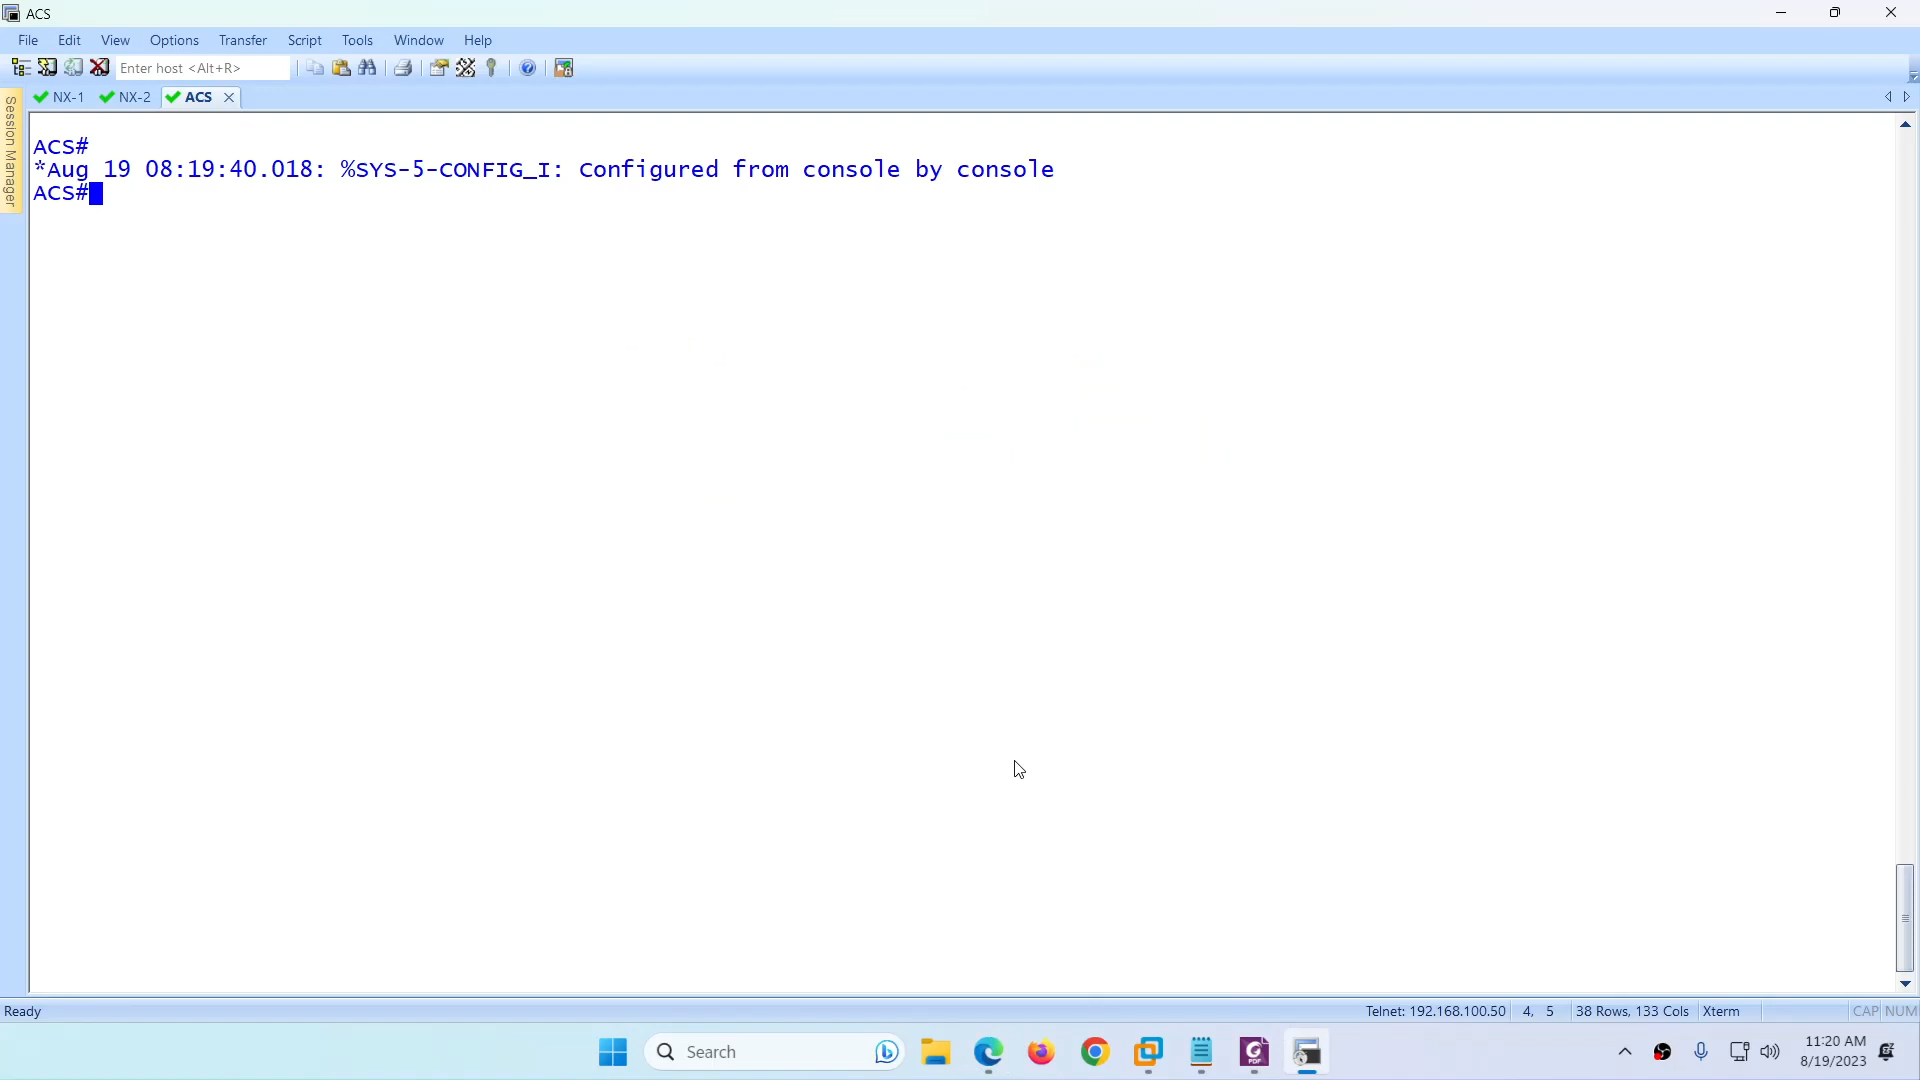 ACS
File Edit View Options Transfer Script Tools Window Help
Enter host <Alt+R>
NX-1 NX-2 ACS
Session Manager
ACS#
*Aug 19 08:19:40.018: %SYS-5-CONFIG_I: Configured from console by console
ACS#
Ready Telnet: 192.168.100.50 4, 5 38 Rows, 133 Cols Xterm CAP NUM
Search 11:20 AM
8/19/2023